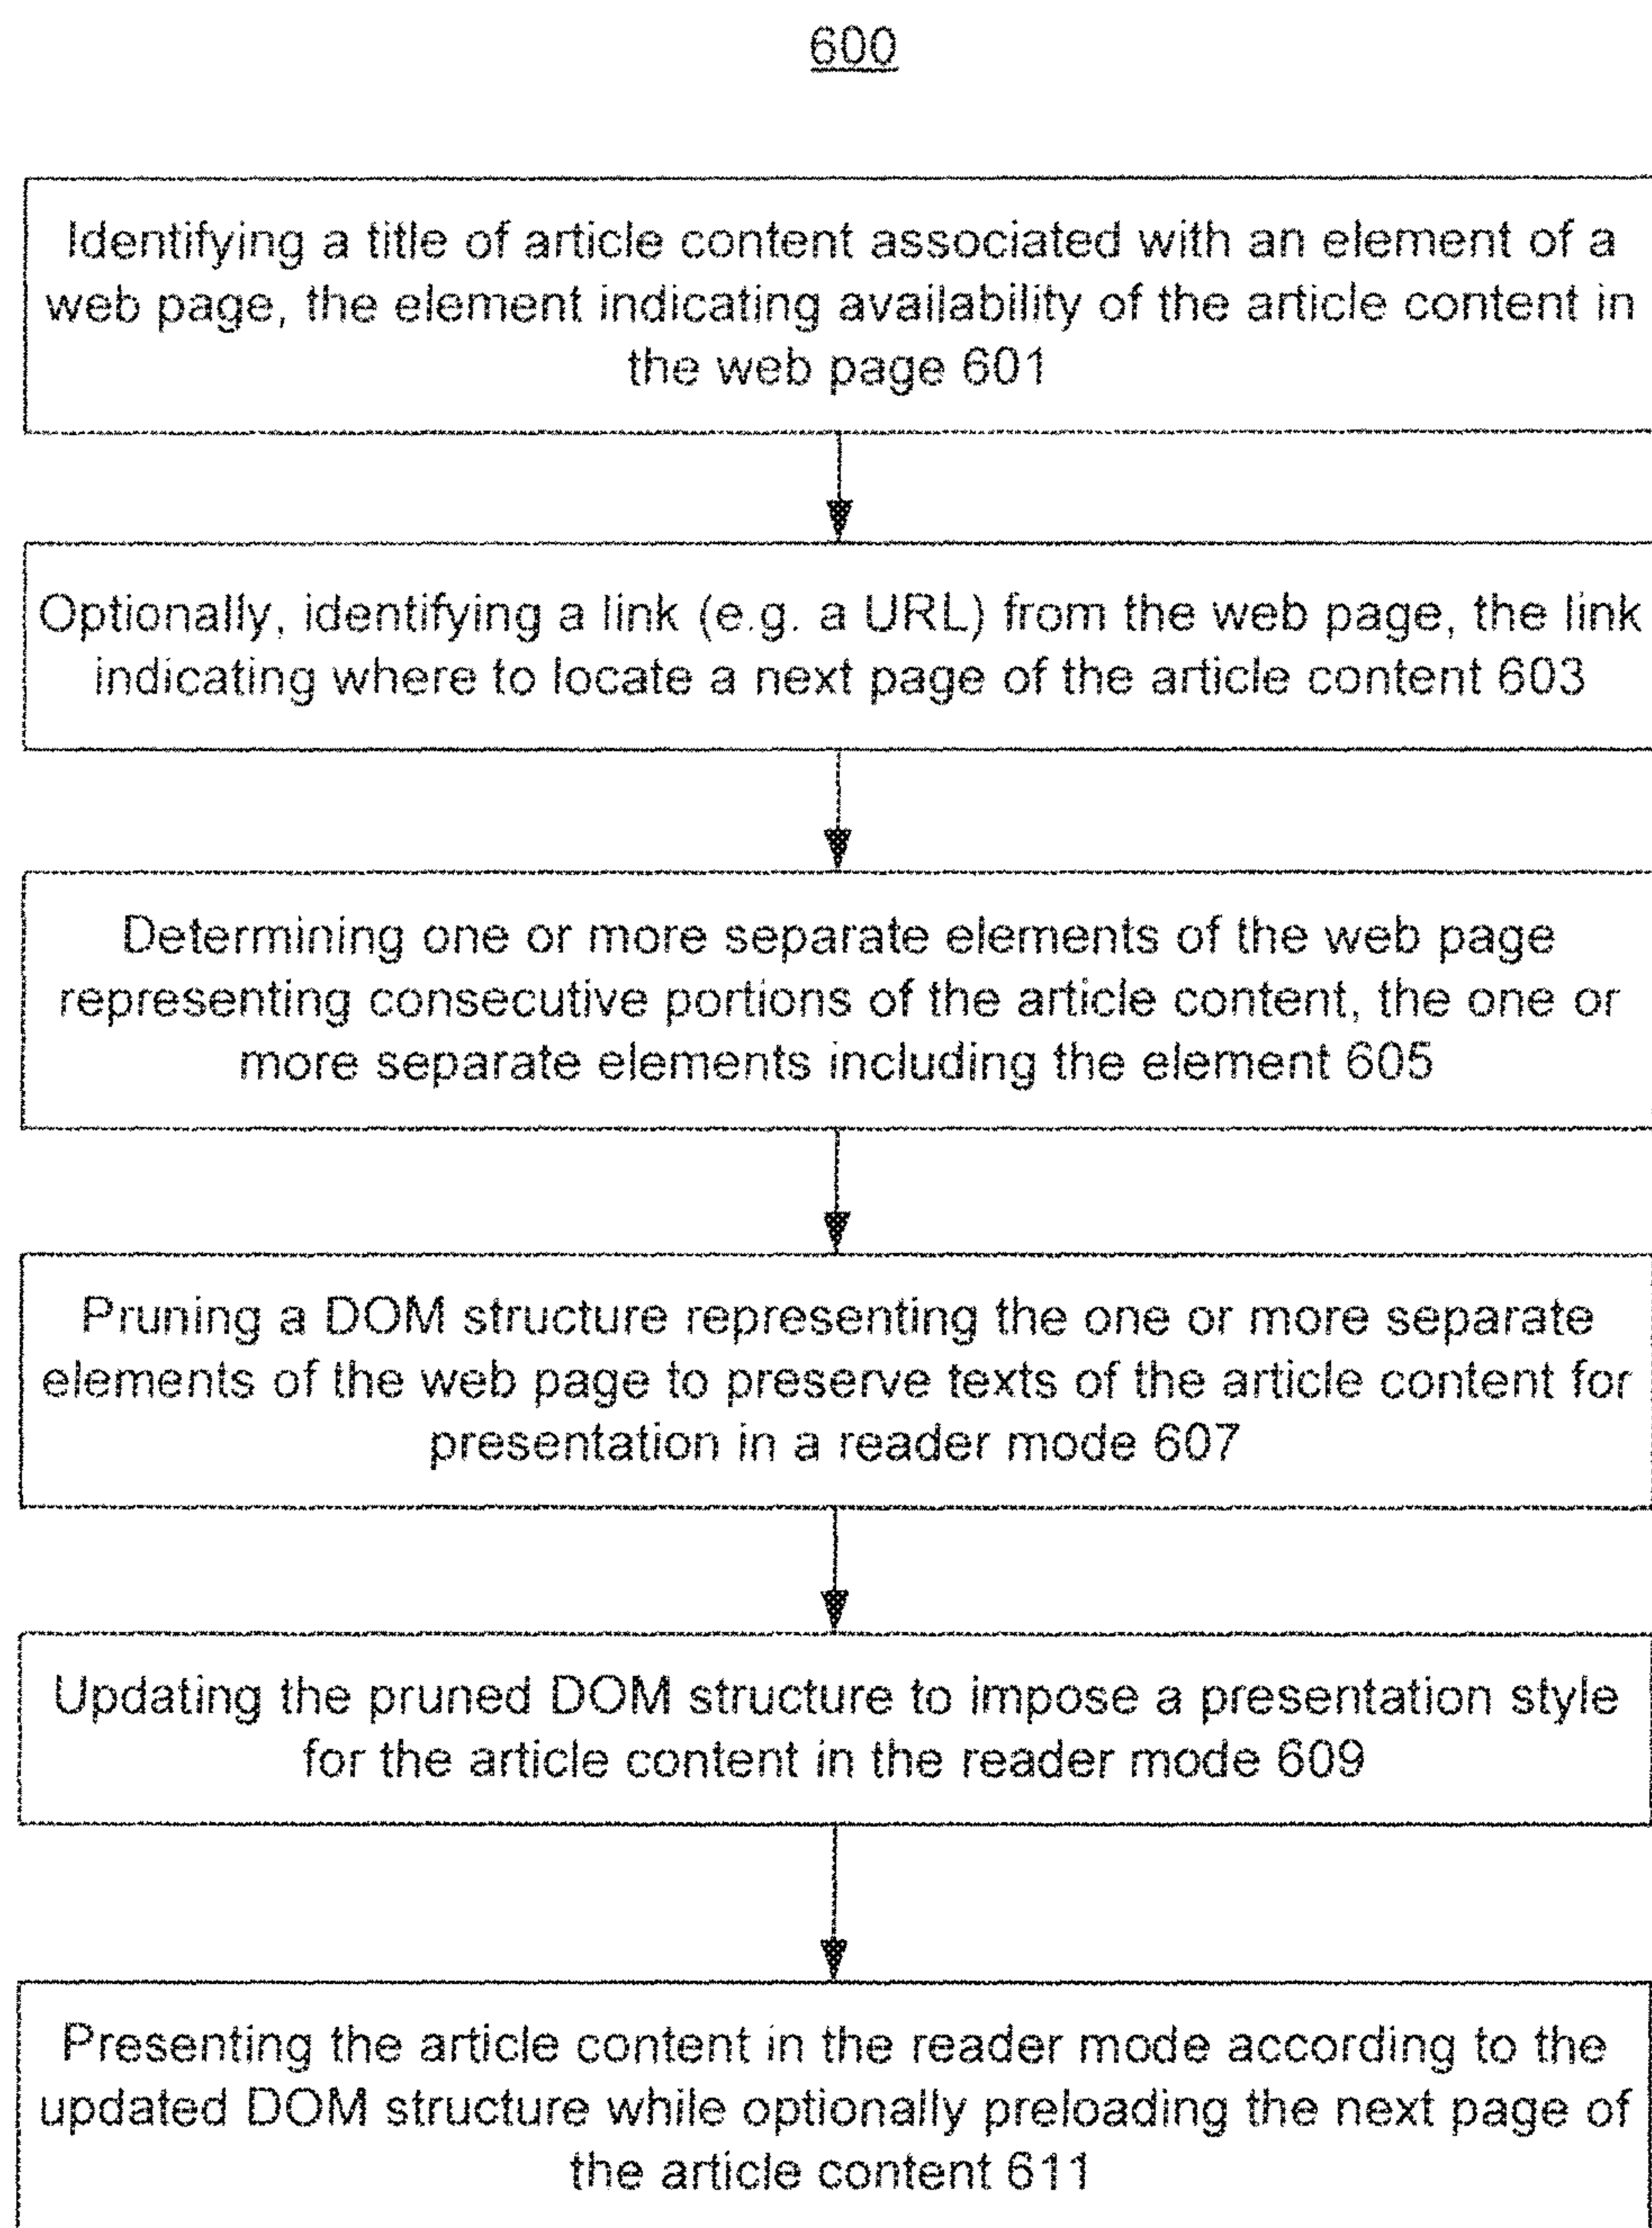 600
Identifying a title of article content associated with an element of a
web page, the element indicating availability of the article content in
the web page 601
Optionally, identifying a link (e.g. a URL) from the web page, the link
indicating where to locate a next page of the article content 603
Determining one or more separate elements of the web page
representing consecutive portions of the article content, the one or
more separate elements including the element 605
Pruning a DOM structure representing the one or more separate
elements of the web page to preserve texts of the article content for
presentation in a reader mode 607
Updating the pruned DOM structure to impose a presentation style
for the article content in the reader mode 609
Presenting the article content in the reader mode according to the
updated DOM structure while optionally preloading the next page of
the article content 611